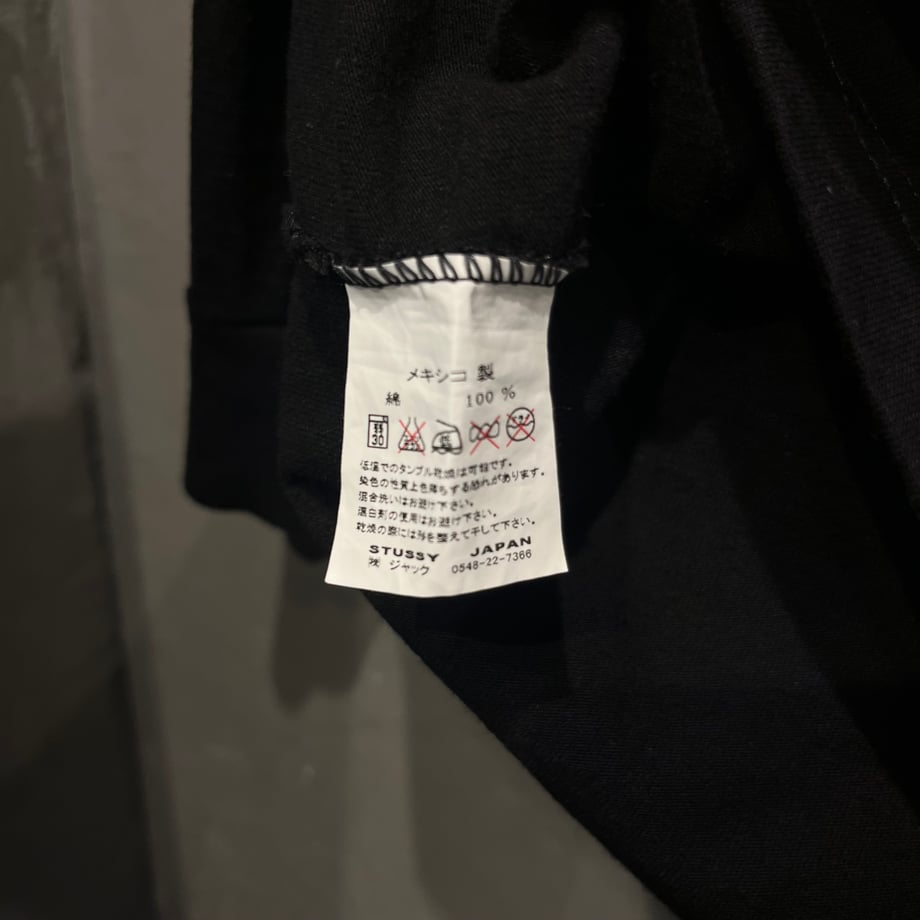 メキシコ 製
綿 100 %
30
低温でのタンブル乾燥は可能です。
染色の性質上色落ちする恐れがあります。
混合洗いはお避け下さい。
漂白剤の使用はお避け下さい。
乾燥の際には形を整えて干して下さい。
STUSSY JAPAN
㈱ ジャック 0548-22-7366